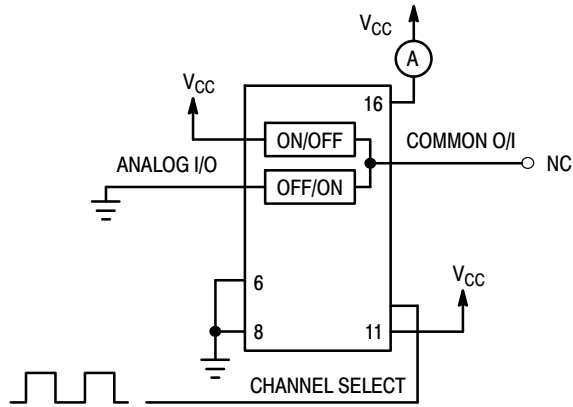 VCC
A
VCC
16
ON/OFF
COMMON O/I
NC
ANALOG I/O
OFF/ON
VCC
6
8
11
CHANNEL SELECT